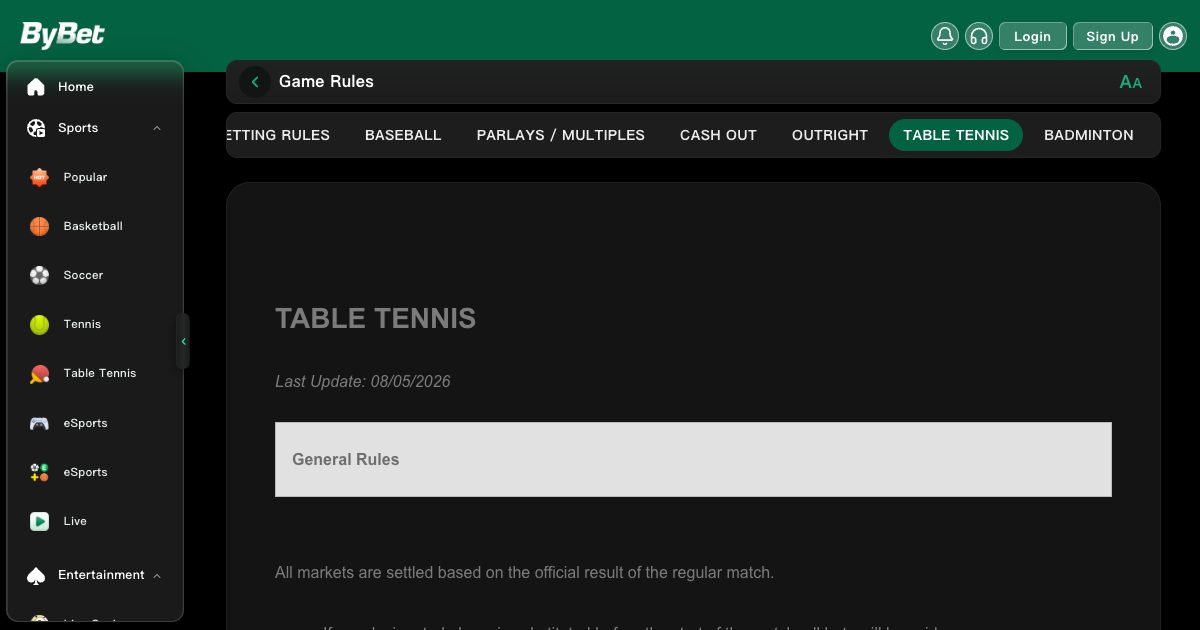 ByBet
Login
Sign Up
Home
Sports
Popular
Basketball
Soccer
Tennis
Table Tennis
eSports
eSports
Live
Entertainment
Game Rules
AA
ETTING RULES BASEBALL PARLAYS / MULTIPLES CASH OUT OUTRIGHT TABLE TENNIS BADMINTON
TABLE TENNIS
Last Update: 08/05/2026
General Rules
All markets are settled based on the official result of the regular match.